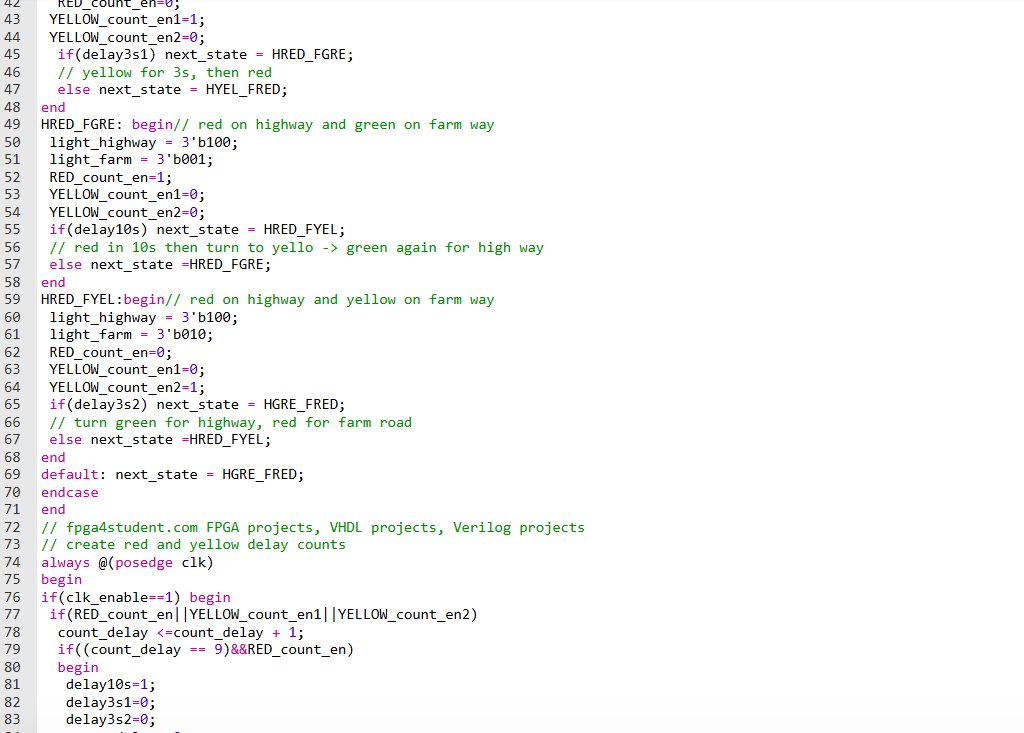 42 RED_count_en=0;
43 YELLOW_count_en1=1;
44 YELLOW_count_en2=0;
45 if(delay3s1) next_state = HRED_FGRE;
46 // yellow for 3s, then red
47 else next_state = HYEL_FRED;
48 end
49 HRED_FGRE: begin// red on highway and green on farm way
50 light_highway = 3'b100;
51 light_farm = 3'b001;
52 RED_count_en=1;
53 YELLOW_count_en1=0;
54 YELLOW_count_en2=0;
55 if(delay10s) next_state = HRED_FYEL;
56 // red in 10s then turn to yello -> green again for high way
57 else next_state =HRED_FGRE;
58 end
59 HRED_FYEL:begin// red on highway and yellow on farm way
60 light_highway = 3'b100;
61 light_farm = 3'b010;
62 RED_count_en=0;
63 YELLOW_count_en1=0;
64 YELLOW_count_en2=1;
65 if(delay3s2) next_state = HGRE_FRED;
66 // turn green for highway, red for farm road
67 else next_state =HRED_FYEL;
68 end
69 default: next_state = HGRE_FRED;
70 endcase
71 end
72 // fpga4student.com FPGA projects, VHDL projects, Verilog projects
73 // create red and yellow delay counts
74 always @(posedge clk)
75 begin
76 if(clk_enable==1) begin
77 if(RED_count_en||YELLOW_count_en1||YELLOW_count_en2)
78 count_delay <=count_delay + 1;
79 if((count_delay == 9)&&RED_count_en)
80 begin
81 delay10s=1;
82 delay3s1=0;
83 delay3s2=0;